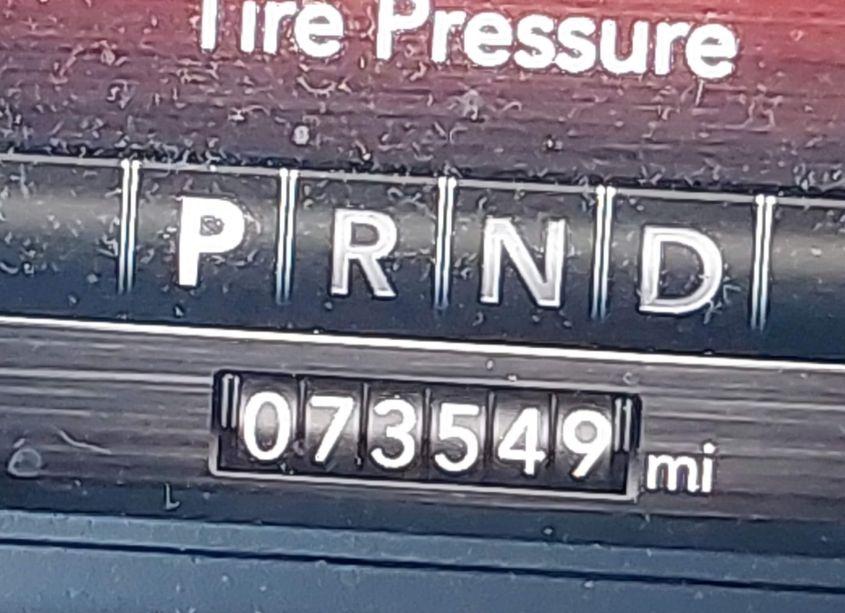 Tire Pressure
P R N D
073549 mi